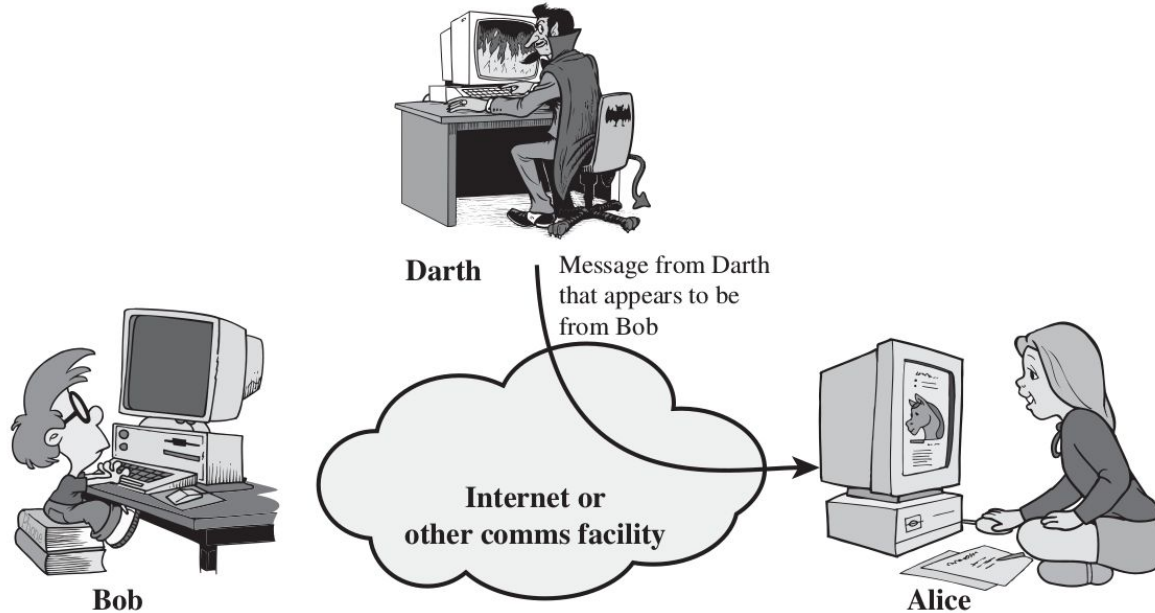 Darth
Message from Darth
that appears to be
from Bob
Internet or
other comms facility
Bob
Alice